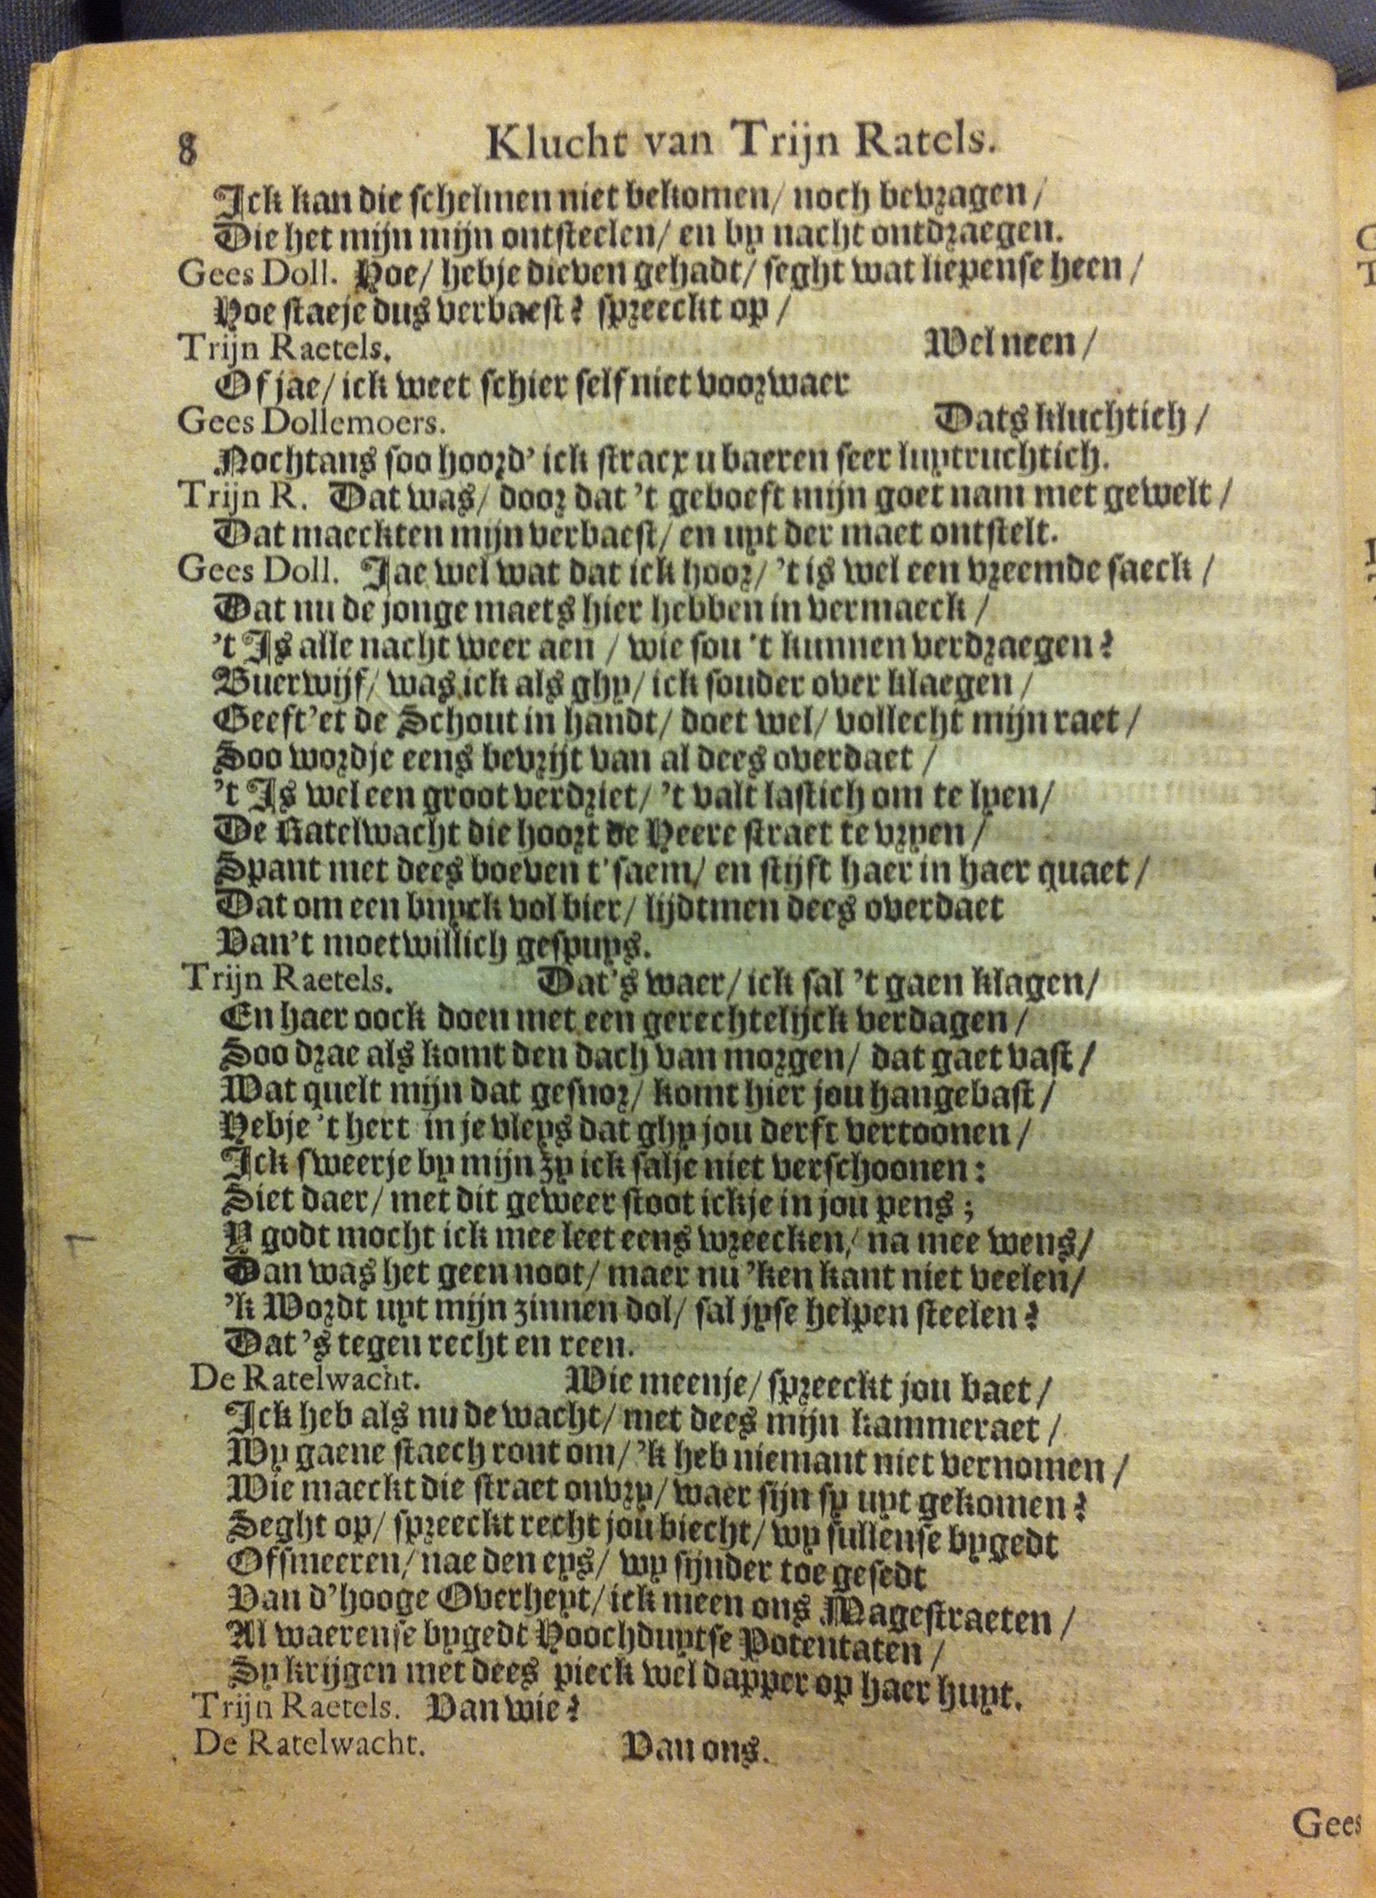 8 Klucht van Trijn Ratels.
Ick kan die schelmen niet bekomen/ noch bevragen/
Die het mijn mijn ontsteelen/ en by nacht ontdraegen.
Gees Doll. Hoe/ hebje dieven gehadt/ seght wat liepense heen/
Hoe staeje dus verbaest? spreeckt op/
Trijn Raetels. Wel neen/
Of jae/ ick weet schier self niet voorwaer
Gees Dollemoers. Dats kluchtich/
Nochtans soo hoord' ick stracx u baeren seer luytruchtich.
Trijn R. Dat was/ door dat 't geboeft mijn goet nam met gewelt/
Dat maeckten mijn verbaest/ en uyt der maet ontstelt.
Gees Doll. Jae wel wat dat ick hoor/ 't is wel een vreemde saeck/
Dat nu de jonge maets hier hebben in vermaeck/
't Is alle nacht weer aen/ wie sou 't kunnen verdraegen?
Buerwijf/ was ick als ghy/ ick souder over klaegen/
Geeft'et de Schout in handt/ doet wel/ vollecht mijn raet/
Soo wordje eens bevrijt van al dees overdaet/
't Is wel een groot verdriet/ 't valt lastich om te lyen/
De Ratelwacht die hoort de Heere straet te vryen/
Spant met dees boeven t'saem/ en stijft haer in haer quaet/
Dat om een buyck vol bier/ lijdtmen dees overdaet
Van't moetwillich gespuys.
Trijn Raetels. Dat's waer/ ick sal 't gaen klagen/
En haer oock doen met een gerechtelijck verdagen/
Soo drae als komt den dach van morgen/ dat gaet vast/
Wat quelt mijn dat gesnor/ komt hier jou hangebast/
Hebje 't hert in je vleys dat ghy jou derft vertoonen/
Ick sweerje by mijn zy ick salje niet verschoonen:
Siet daer/ met dit geweer stoot ickje in jou pens;
Y godt mocht ick mee leet eens wreecken/ na mee wens/
Dan was het geen noot/ maer nu 'ken kant niet veelen/
'k Wordt uyt mijn zinnen dol/ sal jyse helpen steelen?
Dat 's tegen recht en reen.
De Ratelwacht. Wie meenje/ spreeckt jou baet/
Ick heb als nu de wacht/ met dees mijn kammeraet/
Wy gaene staech rontom/ 'k heb niemant niet vernomen/
Wie maeckt die straet onvry/ waer sijn sy uyt gekomen?
Seght op/ spreeckt recht jou biecht/ wy sullense bygedt
Offmeeren/ nae den eys/ wy sijnder toe gesedt
Van d'hooge Overheyt/ ick meen ons Magestraeten/
Al waerense bygedt Hoochduytse Potentaten/
Sy krijgen met dees pieck wel dapper op haer huyt.
Trijn Raetels. Van wie?
De Ratelwacht. Van ons.
Gees